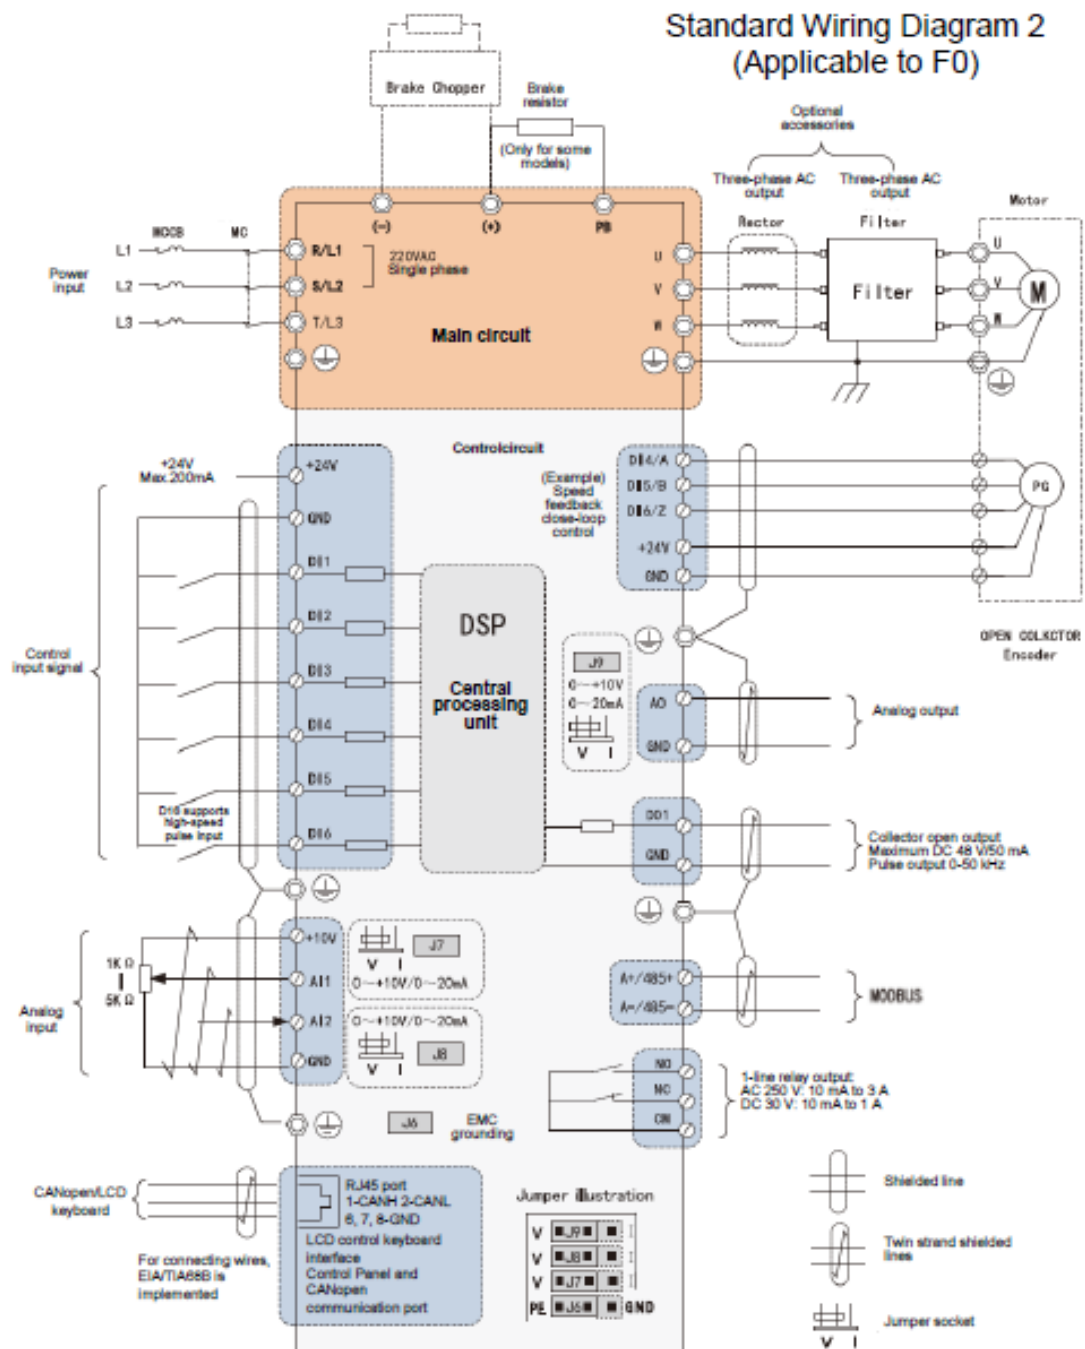 Standard Wiring Diagram 2
(Applicable to F0)
Brake Chopper
Brake
resistor
(Only for some
models)
Optional
accessories
Three-phase AC
output
Three-phase AC
output
Motor
(-)
(+)
PB
Rector
Filter
MCCB
MC
L1
R/L1
220VAC
Single phase
U
U
Power
input
L2
S/L2
V
Filter
V
M
L3
T/L3
W
W
Main circuit
Controlcircuit
+24V
Max.200mA
+24V
GND
DI1
DI2
DI3
DI4
DI5
DI6
Control
input signal
DI6 supports
high-speed
pulse input
(Example)
Speed
feedback
close-loop
control
DI4/A
DI5/B
DI6/Z
+24V
GND
PG
OPEN COLKCTOR
Encoder
DSP
Central
processing
unit
J9
0～+10V
0～20mA
V I
AO
GND
Analog output
DO1
GND
Collector open output
Maximum DC 48 V/50 mA
Pulse output 0-50 kHz
+10V
AI1
AI2
GND
1KΩ
5KΩ
Analog
input
J7
V I
0～+10V/0～20mA
0～+10V/0～20mA
J8
V I
A+/485+
A-/485-
MODBUS
NO
NC
CM
1-line relay output:
AC 250 V: 10 mA to 3 A
DC 30 V: 10 mA to 1 A
J6
EMC
grounding
CANopen/LCD
keyboard
RJ45 port
1-CANH 2-CANL
6, 7, 8-GND
LCD control keyboard
interface
Control Panel and
CANopen
communication port
For connecting wires,
EIA/TIA68B is
implemented
Jumper illustration
V J9 I
V J8 I
V J7 I
PE J6 GND
Shielded line
Twin strand shielded
lines
Jumper socket
V I